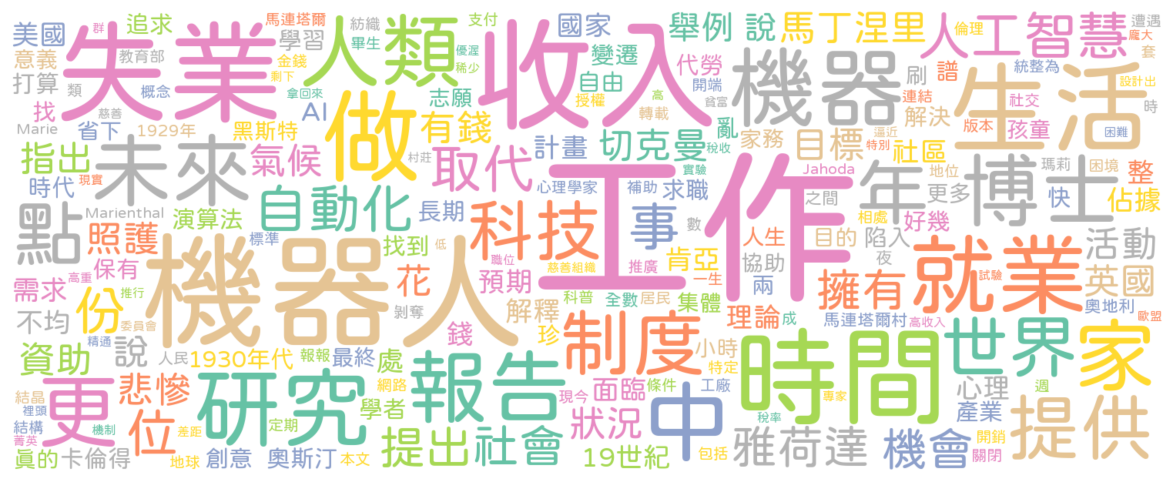 美國
意義
打算
失業
追求
教育部
概念
類
找
Marie
省下
1929年
指出
時代
現實
未來
點
Marienthal
照護
演算法
需求
高重
推行
保有
不均
份
資助
說
精通
委員會
人民
1930年代
更
悲慘
位
結晶
裡頭
結構
菁英
差距
真的
卡倫得
地球
創意
研究
定期
奧斯汀
本文
馬連塔爾
群
紡織
畢生
學習
金錢
剩下
人類
支付
優渥
稀少
慈善
拿回來
AI
黑斯特
志願
有錢
氣候
做
村莊
取代
自動化
長期
標準
心理學家
找到
低
機器人
花
剝奪
錢
報報
最終
處
網路
學者
報告
提出
社會
收入
國家
變遷
自由
授權
開端
計畫
切克曼
稅收
實驗
補助
求職
科技
職位
預期
解釋
珍
工作
事
慈善組織
推廣
一生
科普
全數
居民
集體
制度
現今
條件
工廠
面臨
狀況
19世紀
中
舉例
說
代勞
高
轉載
貧富
亂
家務
機器
馬丁涅里
刷
譜
連結
解決
目標
社區
逼近
特別
瑪莉
Jahoda
之間
地位
年
更多
數
相處
好幾
人生
目的
陷入
肯亞
協助
夜
兩
理論
成
馬連塔爾村
高收入
小時
特定
時間
專家
稅率
包括
雅荷達
機會
人工智慧
倫理
遭遇
龐大
套
統整為
設計出
生活
社交
時
版本
孩童
困難
博士
困境
快
整
佔據
活動
擁有
就業
英國
奧地利
歐盟
試驗
世界
家
心理
週
產業
開銷
關閉
提供